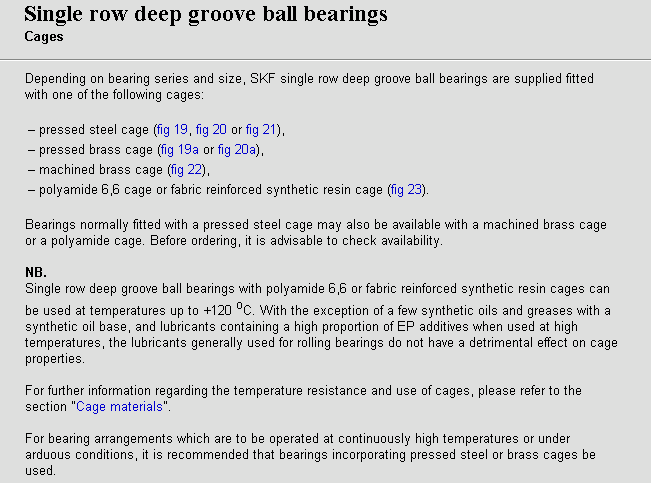 Single row deep groove ball bearings
Cages
Depending on bearing series and size, SKF single row deep groove ball bearings are supplied fitted
with one of the following cages:
– pressed steel cage (fig 19, fig 20 or fig 21),
– pressed brass cage (fig 19a or fig 20a),
– machined brass cage (fig 22),
– polyamide 6,6 cage or fabric reinforced synthetic resin cage (fig 23).
Bearings normally fitted with a pressed steel cage may also be available with a machined brass cage
or a polyamide cage. Before ordering, it is advisable to check availability.
NB.
Single row deep groove ball bearings with polyamide 6,6 or fabric reinforced synthetic resin cages can
be used at temperatures up to +120 ⁰C. With the exception of a few synthetic oils and greases with a
synthetic oil base, and lubricants containing a high proportion of EP additives when used at high
temperatures, the lubricants generally used for rolling bearings do not have a detrimental effect on cage
properties.
For further information regarding the temperature resistance and use of cages, please refer to the
section "Cage materials".
For bearing arrangements which are to be operated at continuously high temperatures or under
arduous conditions, it is recommended that bearings incorporating pressed steel or brass cages be
used.